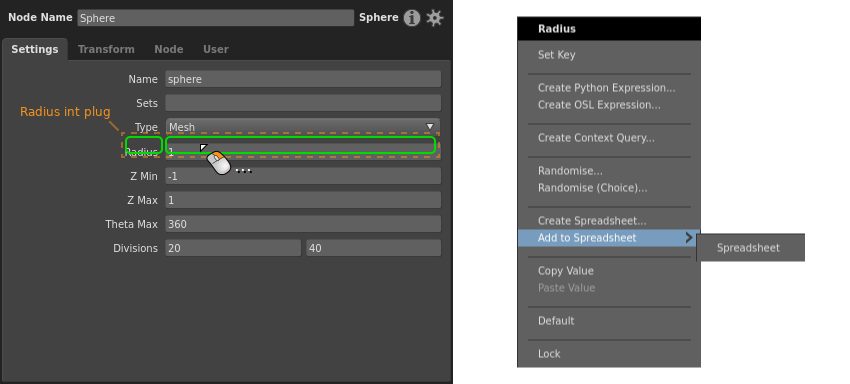 Node Name Sphere Sphere
Settings Transform Node User
Name sphere
Sets
Radius int plug
Type Mesh
Radius 1
...
Z Min -1
Z Max 1
Theta Max 360
Divisions 20 40
Radius
Set Key
Create Python Expression...
Create OSL Expression...
Create Context Query...
Randomise...
Randomise (Choice)...
Create Spreadsheet...
Add to Spreadsheet
Spreadsheet
Copy Value
Paste Value
Default
Lock